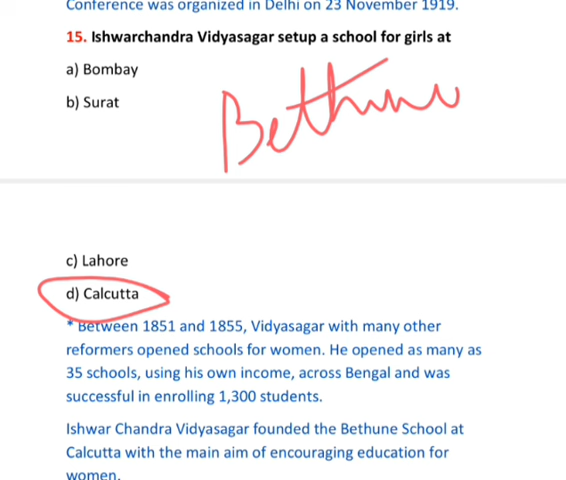 Conference was organized in Delhi on 23 November 1919.
15. Ishwarchandra Vidyasagar setup a school for girls at
a) Bombay
b) Surat
Bethune
c) Lahore
d) Calcutta
* Between 1851 and 1855, Vidyasagar with many other
reformers opened schools for women. He opened as many as
35 schools, using his own income, across Bengal and was
successful in enrolling 1,300 students.
Ishwar Chandra Vidyasagar founded the Bethune School at
Calcutta with the main aim of encouraging education for
women.